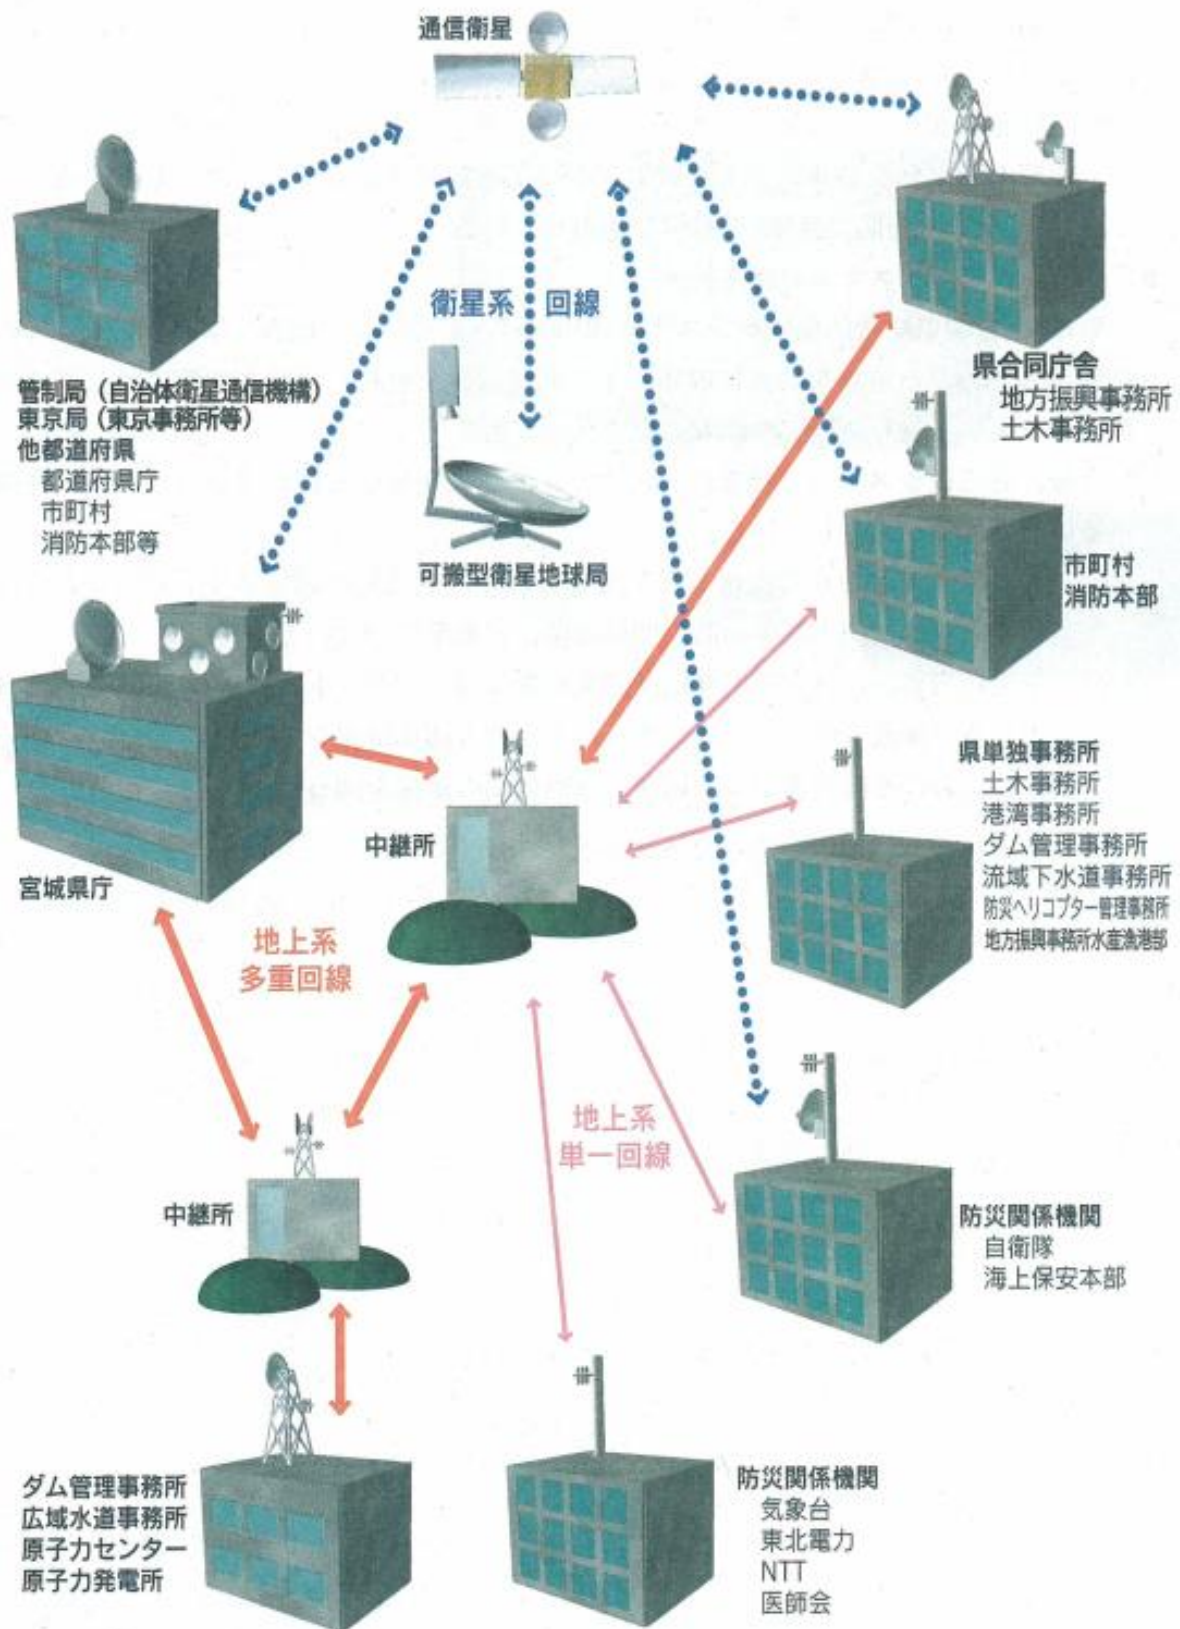 通信衛星
衛星系 回線
管制局（自治体衛星通信機構）
東京局（東京事務所等）
他都道府県
都道府県庁
市町村
消防本部等
可搬型衛星地球局
県合同庁舎
地方振興事務所
土木事務所
市町村
消防本部
宮城県庁
中継所
県単独事務所
土木事務所
港湾事務所
ダム管理事務所
流域下水道事務所
防災ヘリコプター管理事務所
地方振興事務所水産漁港部
地上系
多重回線
地上系
単一回線
中継所
防災関係機関
自衛隊
海上保安本部
ダム管理事務所
広域水道事務所
原子力センター
原子力発電所
防災関係機関
気象台
東北電力
NTT
医師会